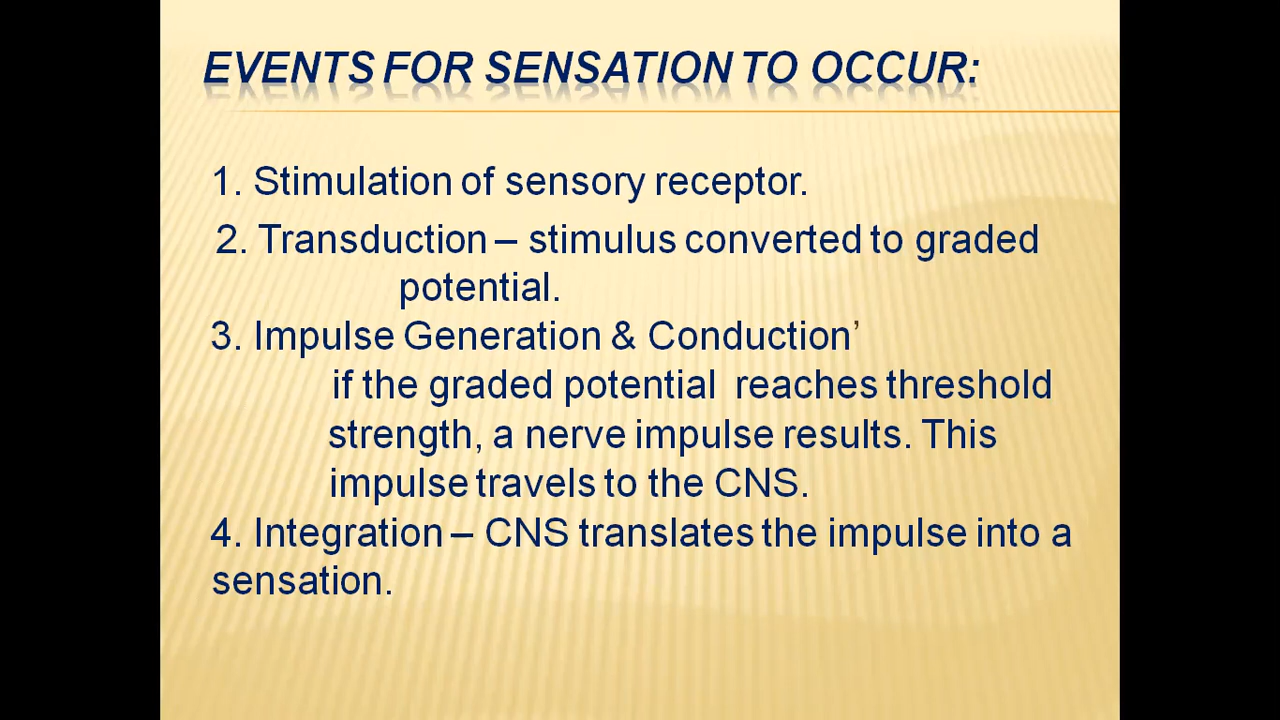 EVENTS FOR SENSATION TO OCCUR:
1. Stimulation of sensory receptor.
2. Transduction – stimulus converted to graded
potential.
3. Impulse Generation & Conduction’
if the graded potential reaches threshold
strength, a nerve impulse results. This
impulse travels to the CNS.
4. Integration – CNS translates the impulse into a
sensation.